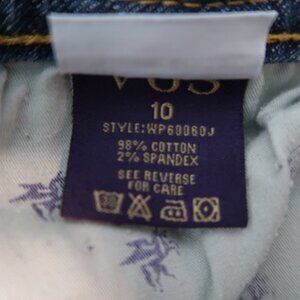 10
STYLE:WP60060J
98% COTTON
2% SPANDEX
SEE REVERSE
FOR CARE